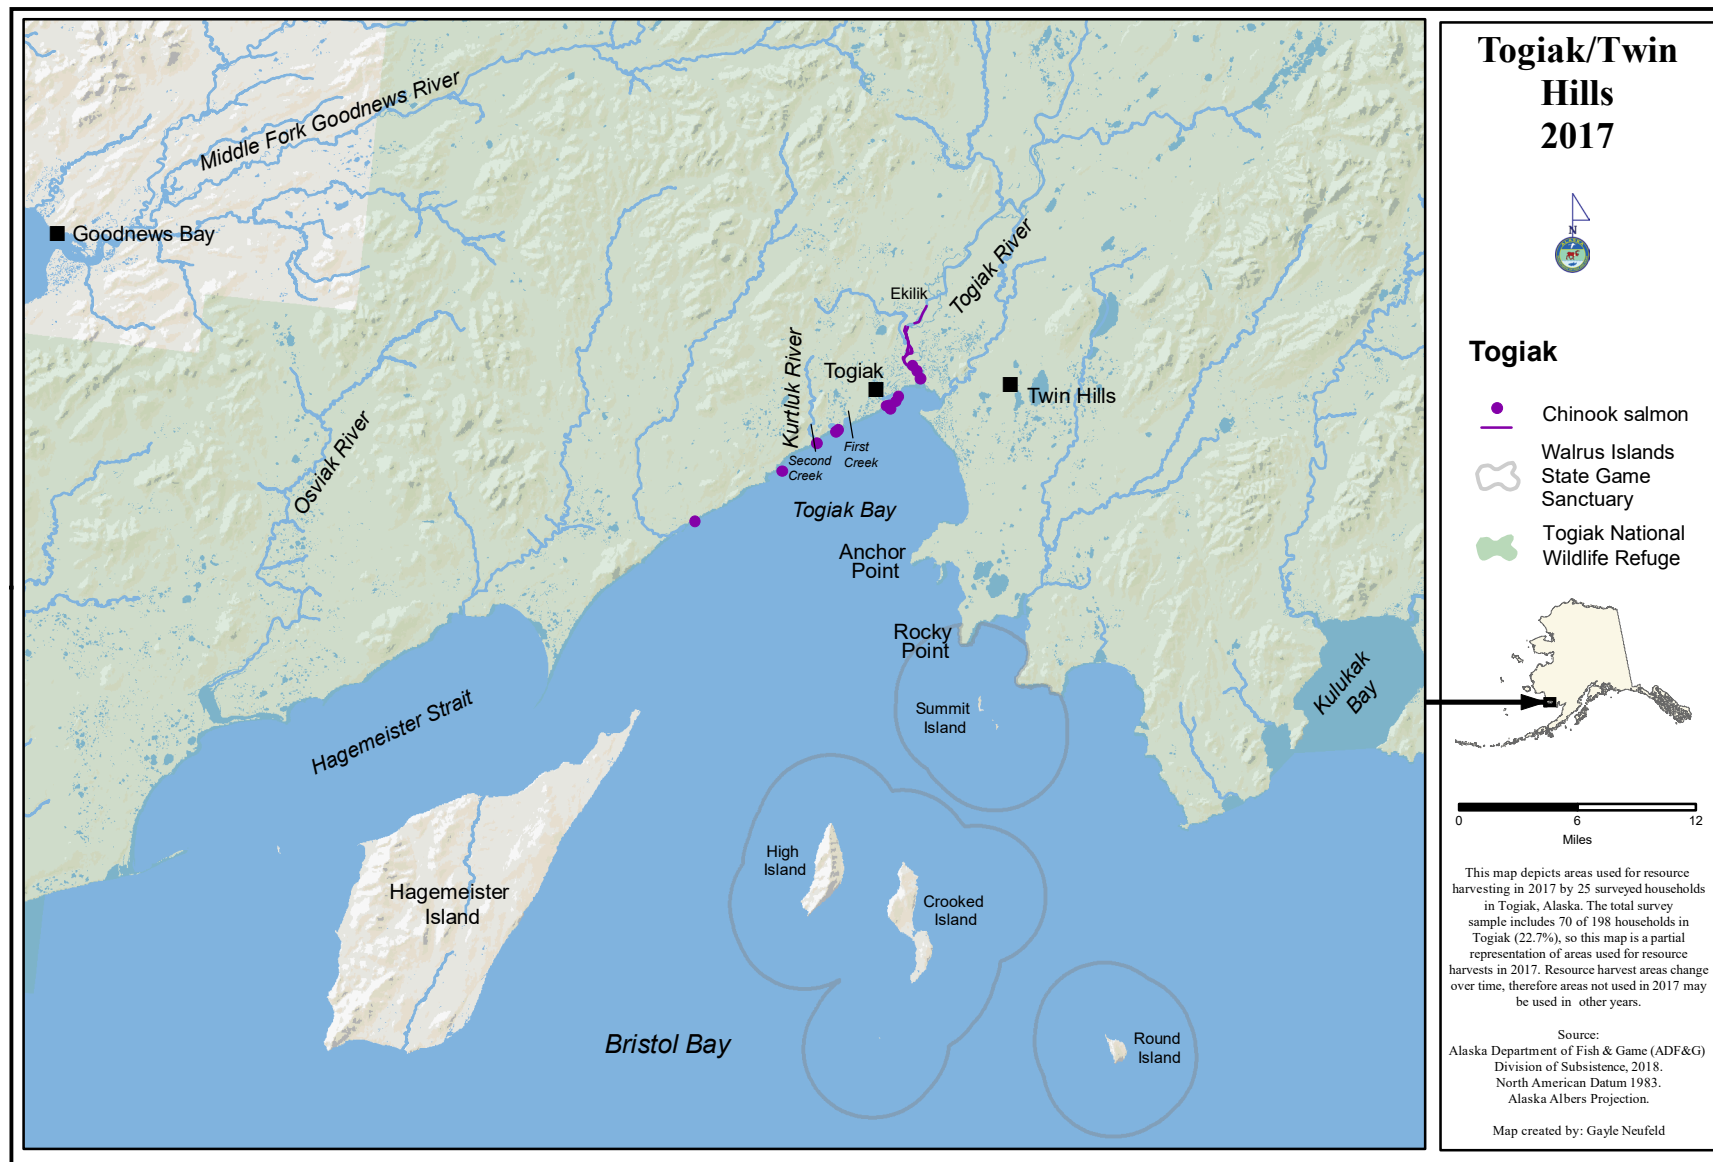 Togiak/Twin
Hills
2017
N
Togiak
Chinook salmon
Walrus Islands
State Game
Sanctuary
Togiak National
Wildlife Refuge
0 6 12
Miles
This map depicts areas used for resource
harvesting in 2017 by 25 surveyed households
in Togiak, Alaska. The total survey
sample includes 70 of 198 households in
Togiak (22.7%), so this map is a partial
representation of areas used for resource
harvests in 2017. Resource harvest areas change
over time, therefore areas not used in 2017 may
be used in other years.
Source:
Alaska Department of Fish & Game (ADF&G)
Division of Subsistence, 2018.
North American Datum 1983.
Alaska Albers Projection.
Map created by: Gayle Neufeld
Middle Fork Goodnews River
Goodnews Bay
Togiak River
Ekilik
Kurtluk River
Togiak
Twin Hills
Osviak River
First
Creek
Second
Creek
Togiak Bay
Anchor
Point
Rocky
Point
Kulukak
Bay
Summit
Island
Hagemeister Strait
High
Island
Hagemeister
Island
Crooked
Island
Bristol Bay
Round
Island